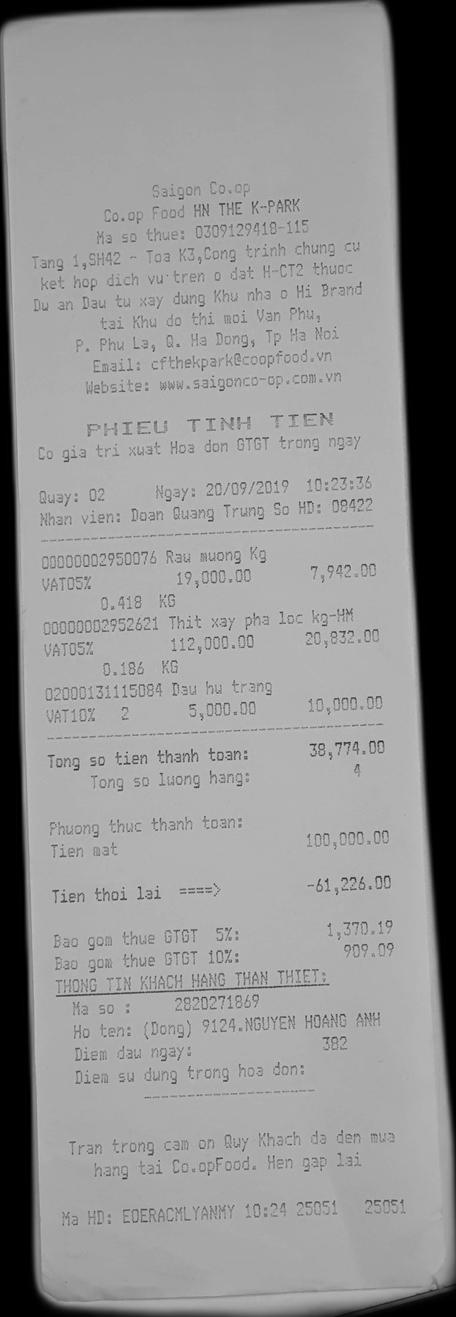 Saigon Co.op
Co.op Food HN THE K-PARK
Ma so thue: 0309129418-115
Tang 1,SH42 - Toa K3,Cong trinh chung cu
ket hop dich vu tren o dat H-CT2 thuoc
Du an Dau tu xay dung Khu nha o Hi Brand
tai Khu do thi moi Van Phu,
P. Phu La, Q. Ha Dong, Tp Ha Noi
Email: cfthekpark@coopfood.vn
Website: www.saigonco-op.com.vn
PHIEU TINH TIEN
Co gia tri xuat Hoa don GTGT trong ngay
Quay: 02 Ngay: 20/09/2019 10:23:36
Nhan vien: Doan Quang Trung So HD: 08422
00000002950076 Rau muong Kg
VAT05% 19,000.00 7,942.00
0.418 KG
00000002952621 Thit xay pha loc kg-HM
VAT05% 112,000.00 20,832.00
0.186 KG
02000131115084 Dau hu trang
VAT10% 2 5,000.00 10,000.00
Tong so tien thanh toan: 38,774.00
Tong so luong hang: 4
Phuong thuc thanh toan:
Tien mat 100,000.00
Tien thoi lai ====> -61,226.00
Bao gom thue GTGT 5%: 1,370.19
Bao gom thue GTGT 10%: 909.09
THONG TIN KHACH HANG THAN THIET:
Ma so : 2820271869
Ho ten: (Dong) 9124.NGUYEN HOANG ANH
Diem dau ngay: 382
Diem su dung trong hoa don:
Tran trong cam on Quy Khach da den mua
hang tai Co.opFood. Hen gap lai
Ma HD: EOERACMLYANMY 10:24 25051 25051